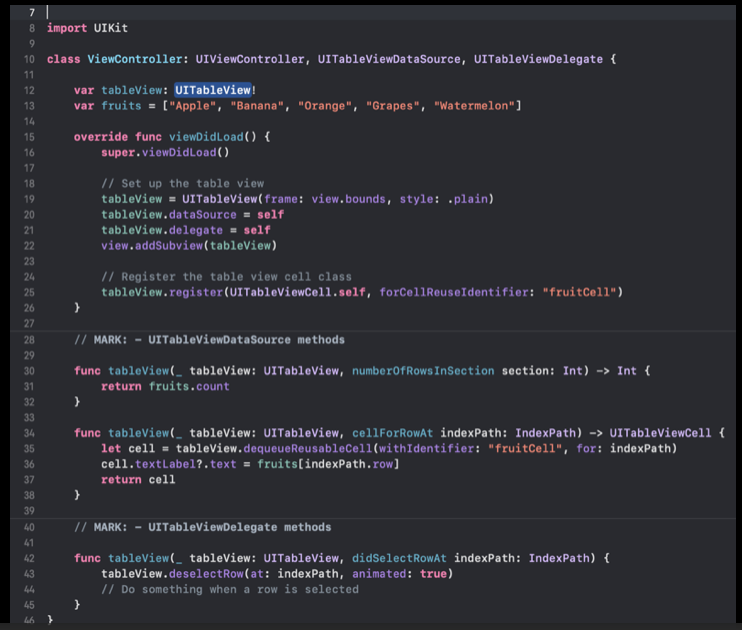 7
8 import UIKit
9
10 class ViewController: UIViewController, UITableViewDataSource, UITableViewDelegate {
11
12     var tableView: UITableView!
13     var fruits = ["Apple", "Banana", "Orange", "Grapes", "Watermelon"]
14
15     override func viewDidLoad() {
16         super.viewDidLoad()
17
18         // Set up the table view
19         tableView = UITableView(frame: view.bounds, style: .plain)
20         tableView.dataSource = self
21         tableView.delegate = self
22         view.addSubview(tableView)
23
24         // Register the table view cell class
25         tableView.register(UITableViewCell.self, forCellReuseIdentifier: "fruitCell")
26     }
27
28     // MARK: - UITableViewDataSource methods
29
30     func tableView(_ tableView: UITableView, numberOfRowsInSection section: Int) -> Int {
31         return fruits.count
32     }
33
34     func tableView(_ tableView: UITableView, cellForRowAt indexPath: IndexPath) -> UITableViewCell {
35         let cell = tableView.dequeueReusableCell(withIdentifier: "fruitCell", for: indexPath)
36         cell.textLabel?.text = fruits[indexPath.row]
37         return cell
38     }
39
40     // MARK: - UITableViewDelegate methods
41
42     func tableView(_ tableView: UITableView, didSelectRowAt indexPath: IndexPath) {
43         tableView.deselectRow(at: indexPath, animated: true)
44         // Do something when a row is selected
45     }
46 }